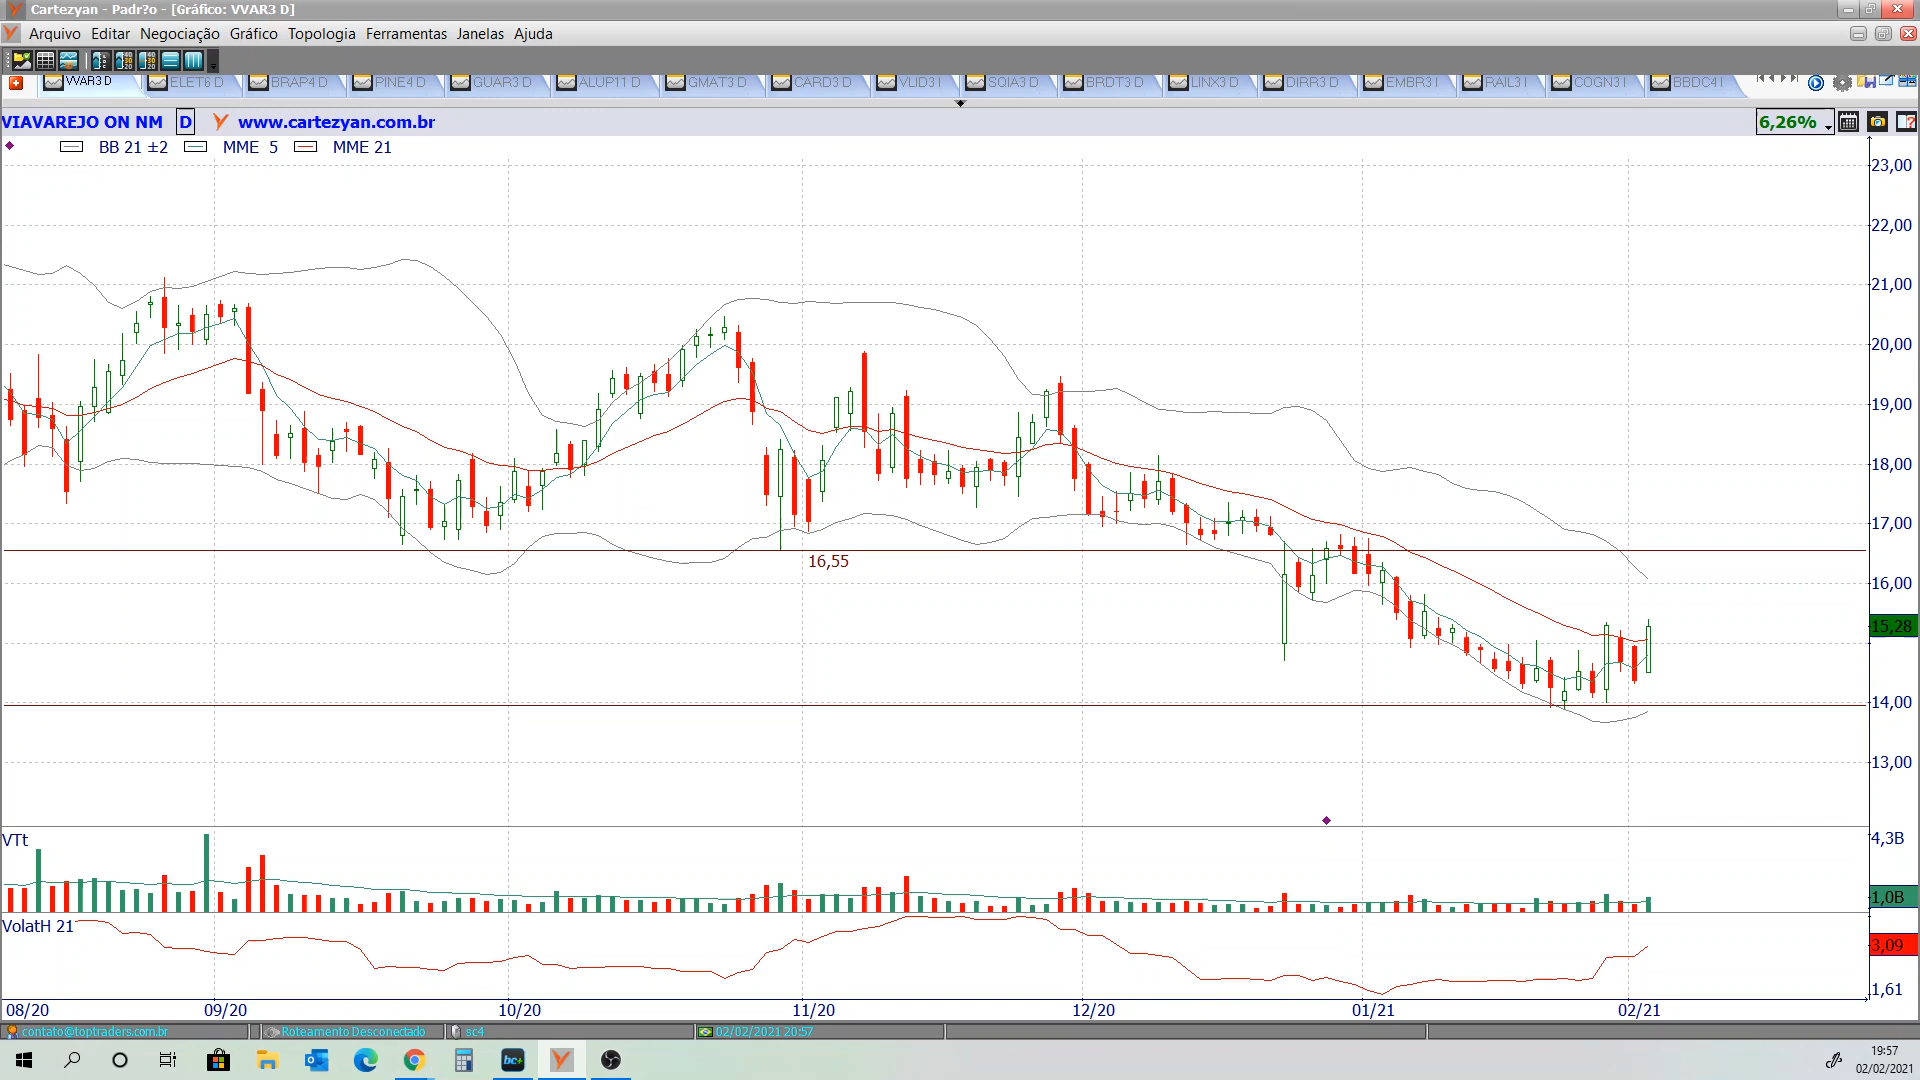 Cartezyan - Padr?o - [Gráfico: VVAR3 D]
Arquivo Editar Negociação Gráfico Topologia Ferramentas Janelas Ajuda
VVAR3 D ELET6 D BRAP4 D PINE4 D GUAR3 D ALUP11 D GMAT3 D CARD3 D VLID3 I SQIA3 D BRDT3 D LINX3 D DIRR3 D EMBR3 I RAIL3 I COGN3 I BBDC4 I
VIAVAREJO ON NM D www.cartezyan.com.br 6,26%
BB 21 ±2 MME 5 MME 21
23,00
22,00
21,00
20,00
19,00
18,00
17,00
16,55
16,00
15,28
14,00
13,00
VTt 4,3B
1,0B
VolatH 21
3,09
1,61
08/20 09/20 10/20 11/20 12/20 01/21 02/21
contato@toptraders.com.br Roteamento Desconectado sc4 02/02/2021 20:57
bc+
19:57
02/02/2021